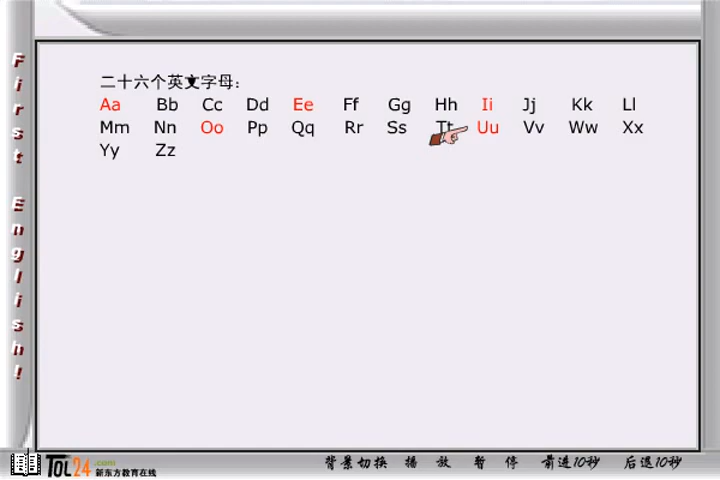 First English!
二十六个英文字母:
Aa Bb Cc Dd Ee Ff Gg Hh Ii Jj Kk Ll
Mm Nn Oo Pp Qq Rr Ss Tt Uu Vv Ww Xx
Yy Zz
TOL24.com
新东方教育在线
背景切换 播 放 暂 停 前进10秒 后退10秒